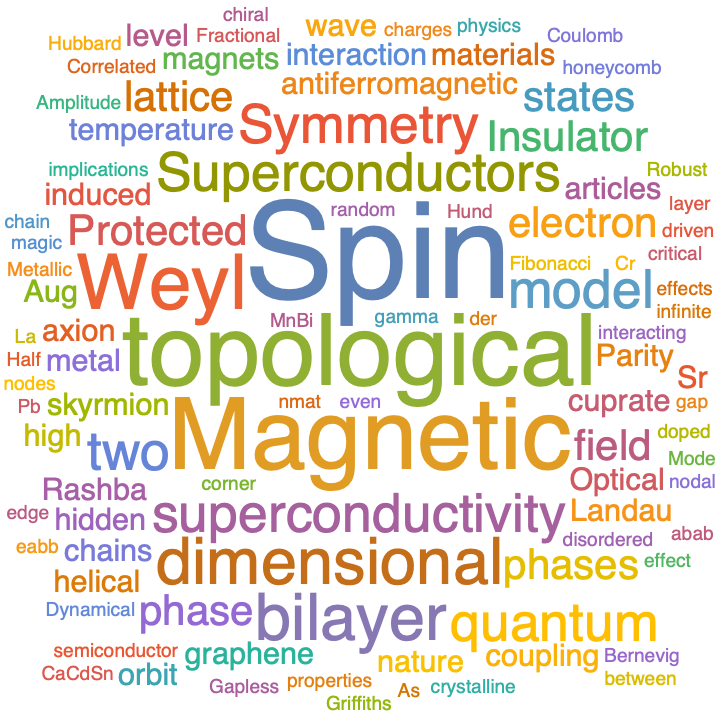 chiral
Hubbard level Fractional wave charges physics Coulomb
Correlated magnets interaction materials honeycomb
Amplitude lattice antiferromagnetic states
temperature Symmetry Insulator
implications Superconductors Robust
induced articles layer
chain Protected random Hund electron driven
magic Spin critical
Metallic Weyl Fibonacci Cr model effects
Aug infinite
La axion MnBi gamma der interacting
Half metal topological Parity Sr
nodes
Pb skyrmion nmat even cuprate gap
high two Magnetic field doped
Mode
Rashba corner Optical nodal
edge hidden superconductivity Landau
eabb chains disordered abab
helical dimensional phases effect
Dynamical phase bilayer quantum
semiconductor graphene nature coupling Bernevig
CaCdSn orbit Gapless properties As crystalline between
Griffiths